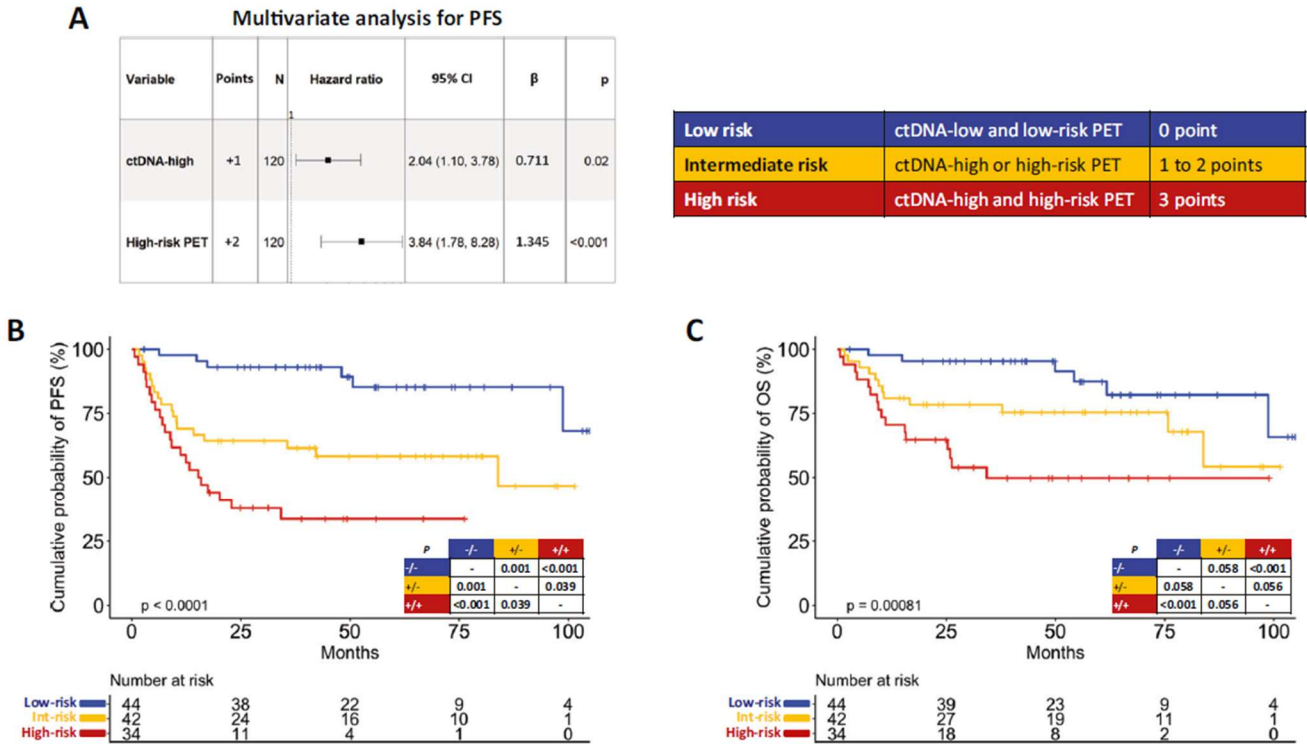 A
Multivariate analysis for PFS
Variable Points N Hazard ratio 95% CI β p
1
ctDNA-high +1 120 2.04 (1.10, 3.78) 0.711 0.02
High-risk PET +2 120 3.84 (1.78, 8.28) 1.345 <0.001
Low risk ctDNA-low and low-risk PET 0 point
Intermediate risk ctDNA-high or high-risk PET 1 to 2 points
High risk ctDNA-high and high-risk PET 3 points
B
Cumulative probability of PFS (%)
100
75
50
25
0
P -/- +/- +/+
-/- - 0.001 <0.001
+/- 0.001 - 0.039
+/+ <0.001 0.039 -
p < 0.0001
0 25 50 75 100
Months
Number at risk
Low-risk 44 38 22 9 4
Int-risk 42 24 16 10 1
High-risk 34 11 4 1 0
C
Cumulative probability of OS (%)
100
75
50
25
0
P -/- +/- +/+
-/- - 0.058 <0.001
+/- 0.058 - 0.056
+/+ <0.001 0.056 -
p = 0.00081
0 25 50 75 100
Months
Number at risk
Low-risk 44 39 23 9 4
Int-risk 42 27 19 11 1
High-risk 34 18 8 2 0